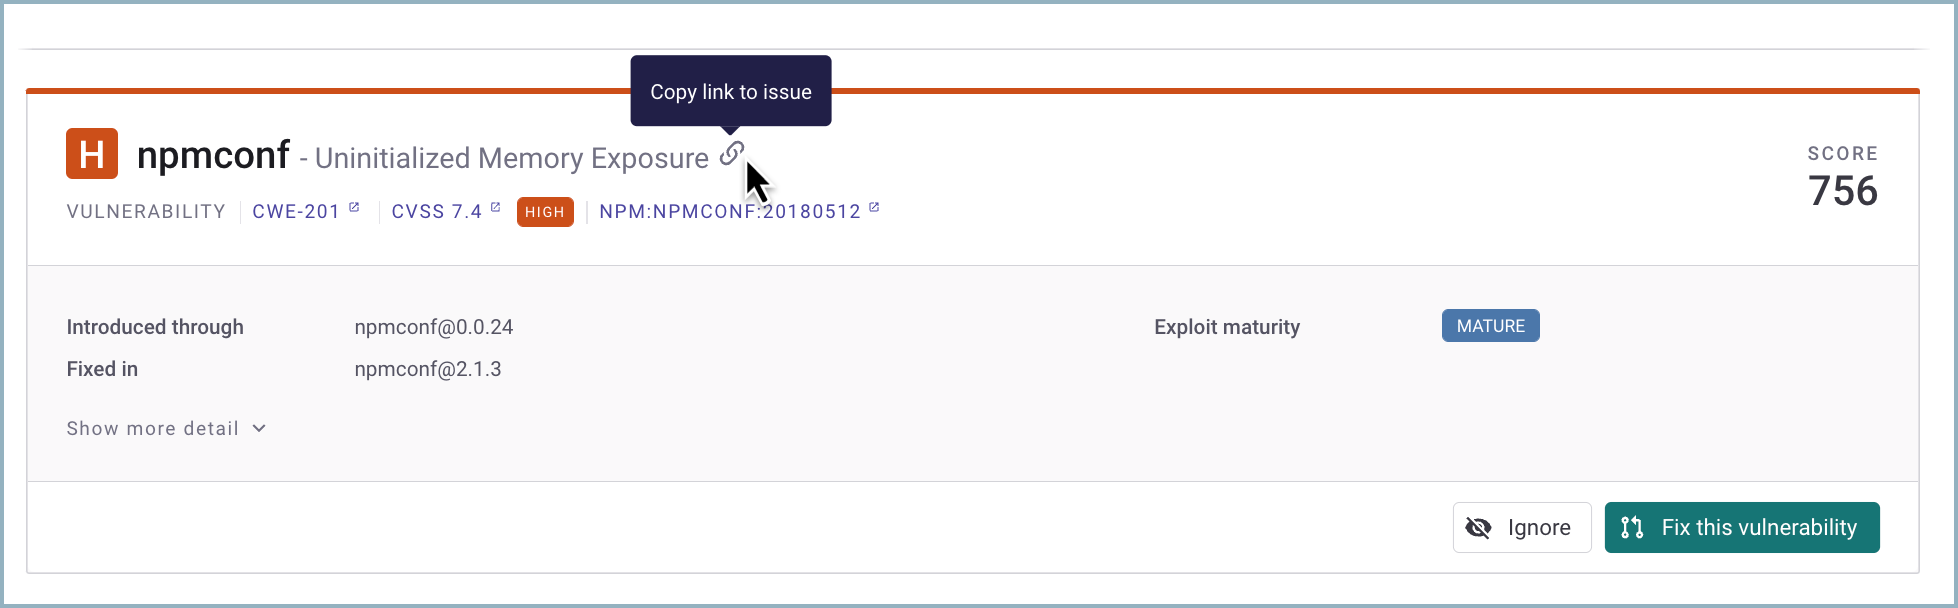 Copy link to issue
H npmconf - Uninitialized Memory Exposure
VULNERABILITY CWE-201 CVSS 7.4 HIGH NPM:NPMCONF:20180512
SCORE
756
Introduced through npmconf@0.0.24
Exploit maturity MATURE
Fixed in npmconf@2.1.3
Show more detail
Ignore
Fix this vulnerability